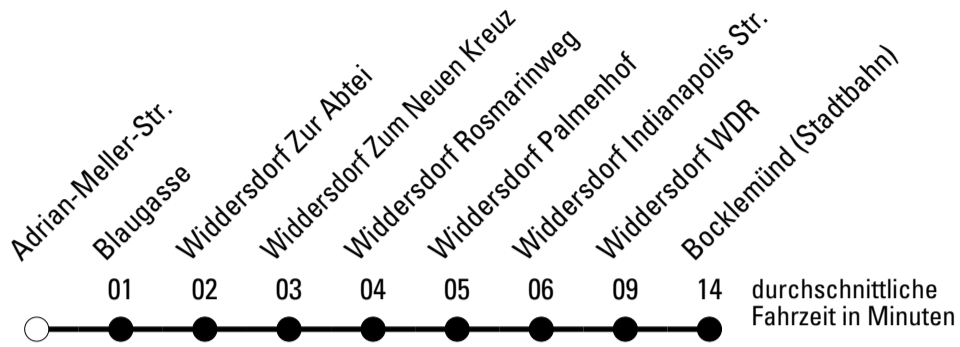 Adrian-Meller-Str.
Blaugasse
Widdersdorf Zur Abtei
Widdersdorf Zum Neuen Kreuz
Widdersdorf Rosmarinweg
Widdersdorf Palmenhof
Widdersdorf Indianapolis Str.
Widdersdorf WDR
Bocklemünd (Stadtbahn)
01 02 03 04 05 06 09 14
durchschnittliche
Fahrzeit in Minuten